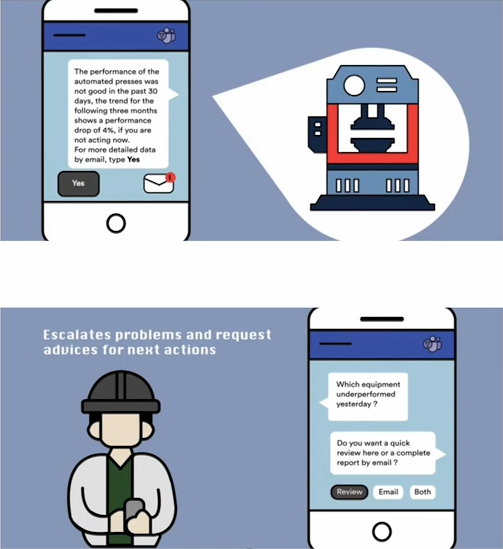 The performance of the
automated presses was
not good in the past 30
days, the trend for the
following three months
shows a performance
drop of 4%, if you are
not acting now.
For more detailed data
by email, type Yes
Yes
1
Escalates problems and request
advices for next actions
Which equipment
underperformed
yesterday ?
Do you want a quick
review here or a complete
report by email ?
Review Email Both